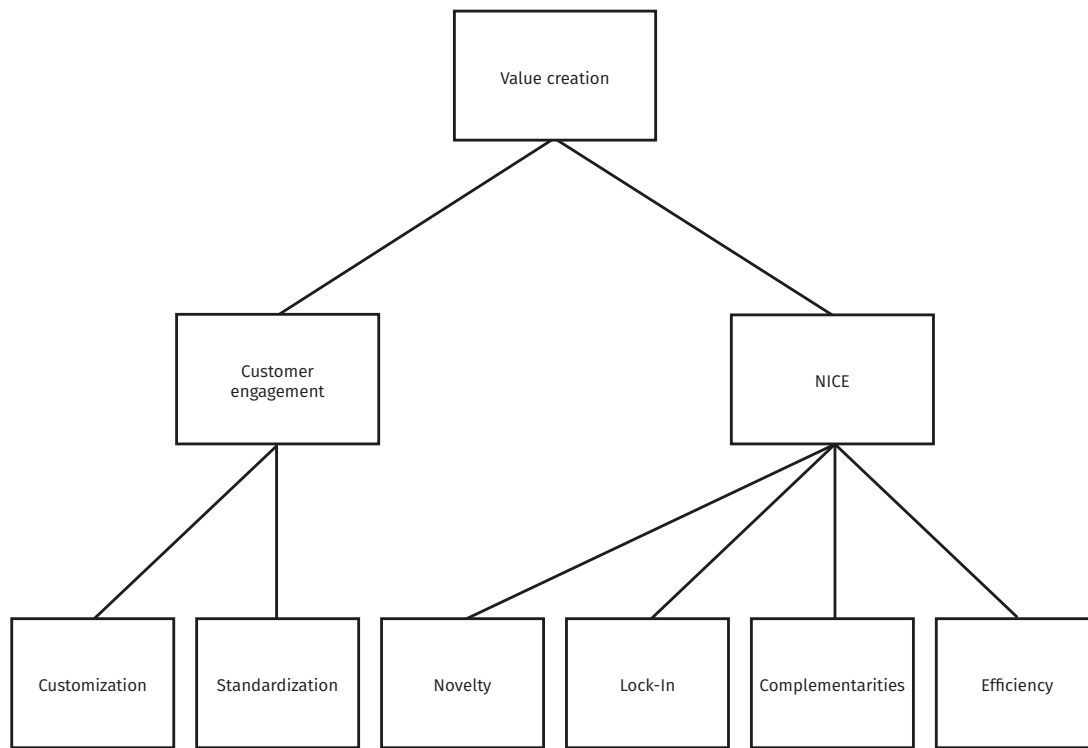 Value creation
Customer
engagement
NICE
Customization
Standardization
Novelty
Lock-In
Complementarities
Efficiency